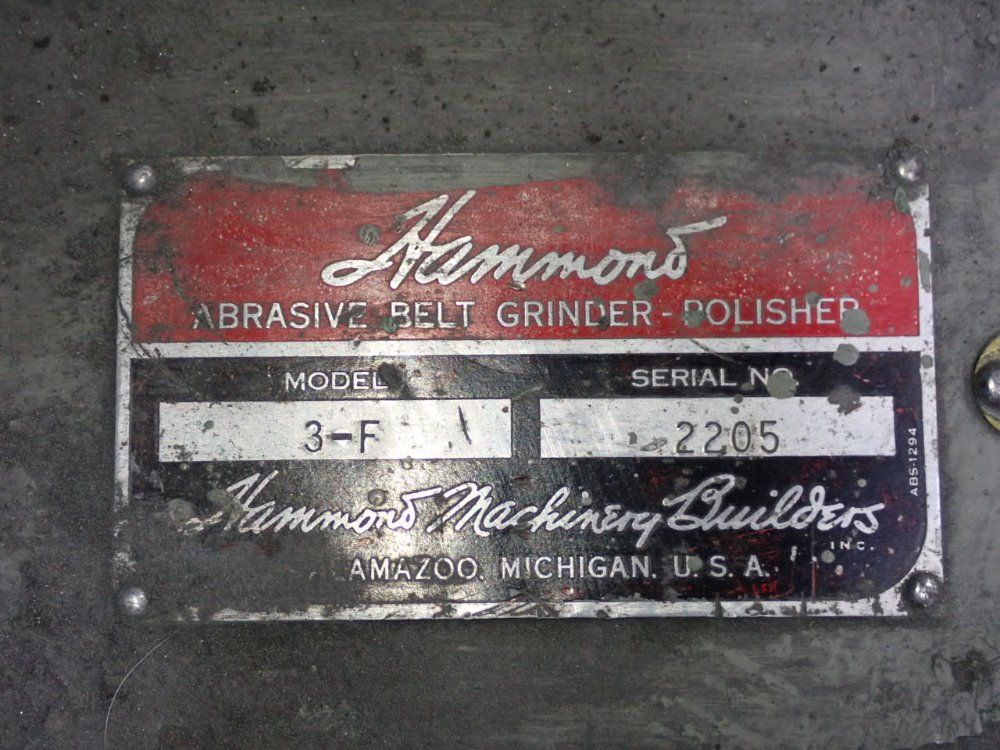 Hammond
ABRASIVE BELT GRINDER-POLISHER
MODEL SERIAL NO.
3-F 2205
ABS-1294
Hammond Machinery Builders
INC.
AMAZOO, MICHIGAN, U. S. A.